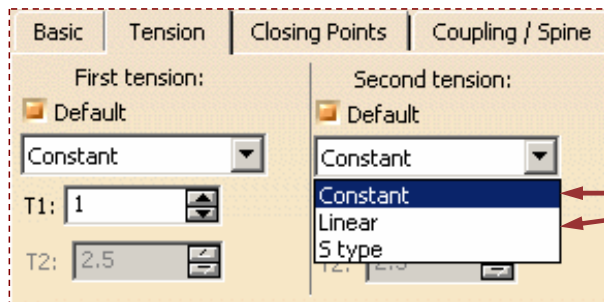 Basic Tension Closing Points Coupling / Spine
First tension: Second tension:
Default Default
Constant Constant
T1: 1 Constant
Linear
T2: 2.5 S type